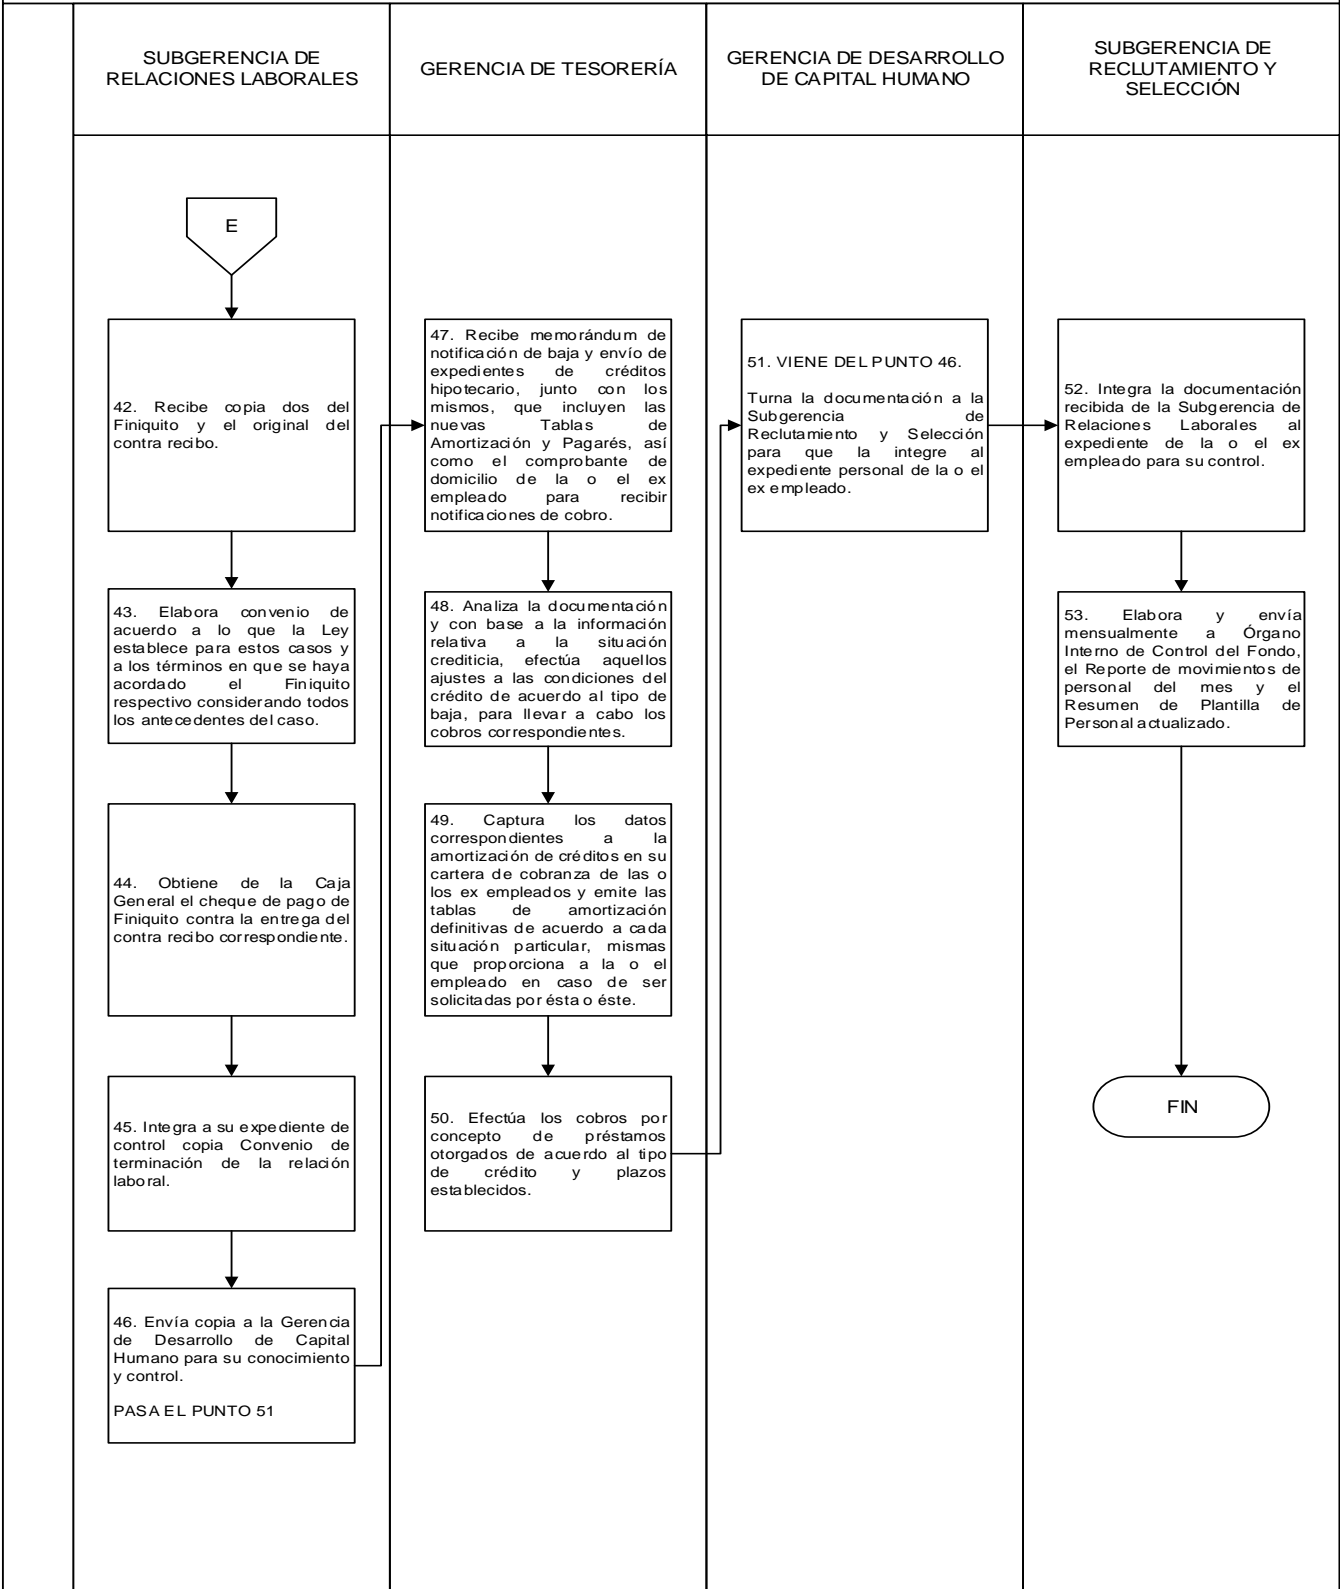 SUBGERENCIA DE
RELACIONES LABORALES
GERENCIA DE TESORERÍA
GERENCIA DE DESARROLLO
DE CAPITAL HUMANO
SUBGERENCIA DE
RECLUTAMIENTO Y
SELECCIÓN
E
42. Recibe copia dos del
Finiquito y el original del
contra recibo.
43. Elabora convenio de
acuerdo a lo que la Ley
establece para estos casos y
a los términos en que se haya
acordado el Finiquito
respectivo considerando todos
los antecedentes del caso.
44. Obtiene de la Caja
General el cheque de pago de
Finiquito contra la entrega del
contra recibo correspondiente.
45. Integra a su expediente de
control copia Convenio de
terminación de la relación
laboral.
46. Envía copia a la Gerencia
de Desarrollo de Capital
Humano para su conocimiento
y control.
PASA EL PUNTO 51
47. Recibe memorándum de
notificación de baja y envío de
expedientes de créditos
hipotecario, junto con los
mismos, que incluyen las
nuevas Tablas de
Amortización y Pagarés, así
como el comprobante de
domicilio de la o el ex
empleado para recibir
notificaciones de cobro.
48. Analiza la documentación
y con base a la información
relativa a la situación
crediticia, efectúa aquellos
ajustes a las condiciones del
crédito de acuerdo al tipo de
baja, para llevar a cabo los
cobros correspondientes.
49. Captura los datos
correspondientes a la
amortización de créditos en su
cartera de cobranza de las o
los ex empleados y emite las
tablas de amortización
definitivas de acuerdo a cada
situación particular, mismas
que proporciona a la o el
empleado en caso de ser
solicitadas por ésta o éste.
50. Efectúa los cobros por
concepto de préstamos
otorgados de acuerdo al tipo
de crédito y plazos
establecidos.
51. VIENE DEL PUNTO 46.
Turna la documentación a la
Subgerencia de
Reclutamiento y Selección
para que la integre al
expediente personal de la o el
ex empleado.
52. Integra la documentación
recibida de la Subgerencia de
Relaciones Laborales al
expediente de la o el ex
empleado para su control.
53. Elabora y envía
mensualmente a Órgano
Interno de Control del Fondo,
el Reporte de movimientos de
personal del mes y el
Resumen de Plantilla de
Personal actualizado.
FIN